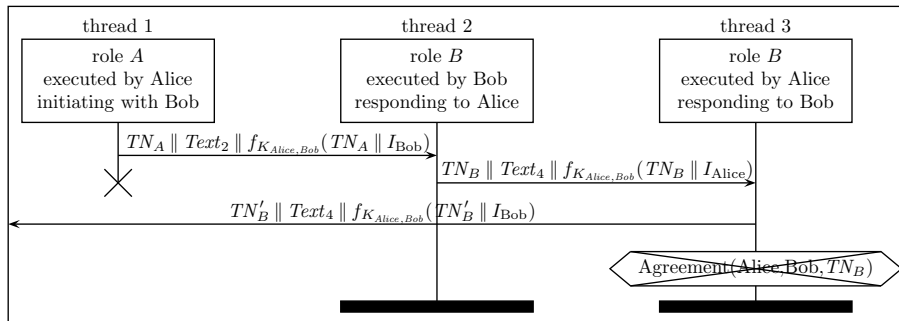 thread 1 thread 2 thread 3
role A role B role B
executed by Alice executed by Bob executed by Alice
initiating with Bob responding to Alice responding to Bob
TN_A ∥ Text_2 ∥ f_{K_{Alice,Bob}}(TN_A ∥ I_Bob)
TN_B ∥ Text_4 ∥ f_{K_{Alice,Bob}}(TN_B ∥ I_Alice)
TN'_B ∥ Text_4 ∥ f_{K_{Alice,Bob}}(TN'_B ∥ I_Bob)
Agreement(Alice,Bob,TN_B)